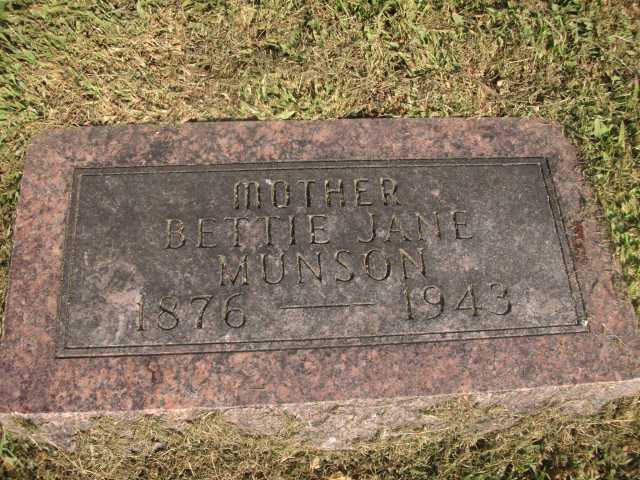 MOTHER
BETTIE JANE
MUNSON
1876 — 1943